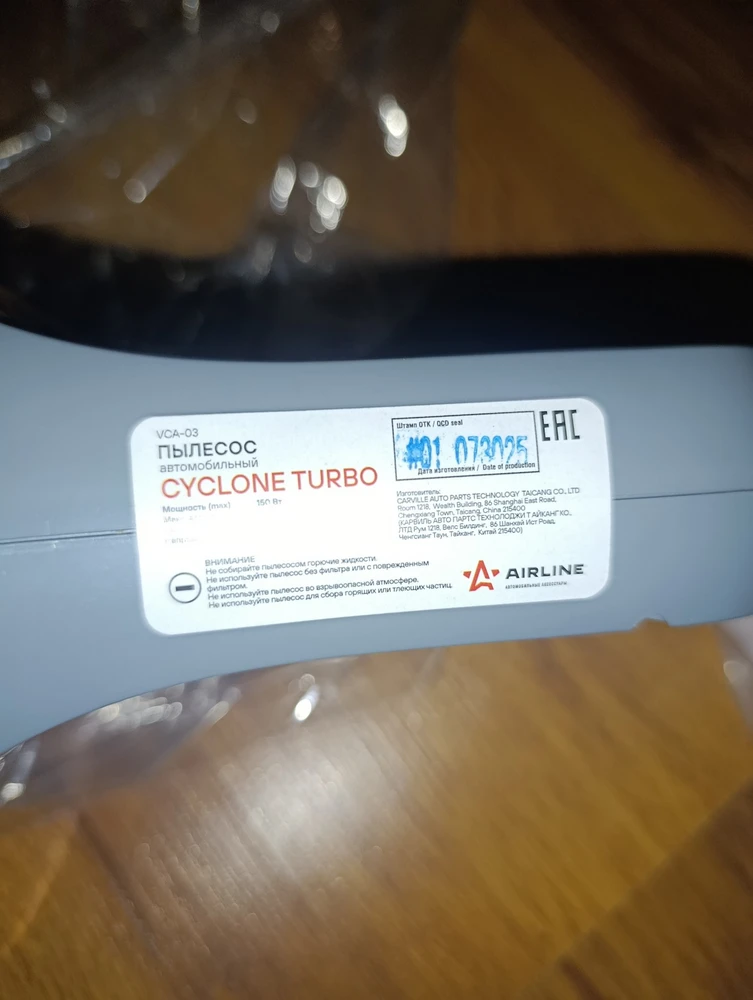 VCA-03
ПЫЛЕСОС
автомобильный
CYCLONE TURBO
Мощность (max) 150 Вт
ВНИМАНИЕ
Не собирайте пылесосом горючие жидкости.
Не используйте пылесос без фильтра или с поврежденным
фильтром.
Не используйте пылесос во взрывоопасной атмосфере.
Не используйте пылесос для сбора горящих или тлеющих частиц.
Штамп ОТК / QCD seal
#01 073025
Дата изготовления / Date of production
EAC
Изготовитель:
CARVILLE AUTO PARTS TECHNOLOGY TAICANG CO., LTD
Roum 1218, Wealth Building, 86 Shanghai East Road,
Chengxiang Town, Taicang, China 215400
(КАРВИЛЬ АВТО ПАРТС ТЕХНОЛОДЖИ ТАЙКАНГ КО.,
ЛТД Рум 1218, Велс Билдинг, 86 Шанхай Ист Роад,
Ченгсианг Таун, Тайканг, Китай 215400)
AIRLINE
АВТОМОБИЛЬНЫЕ АКСЕССУАРЫ